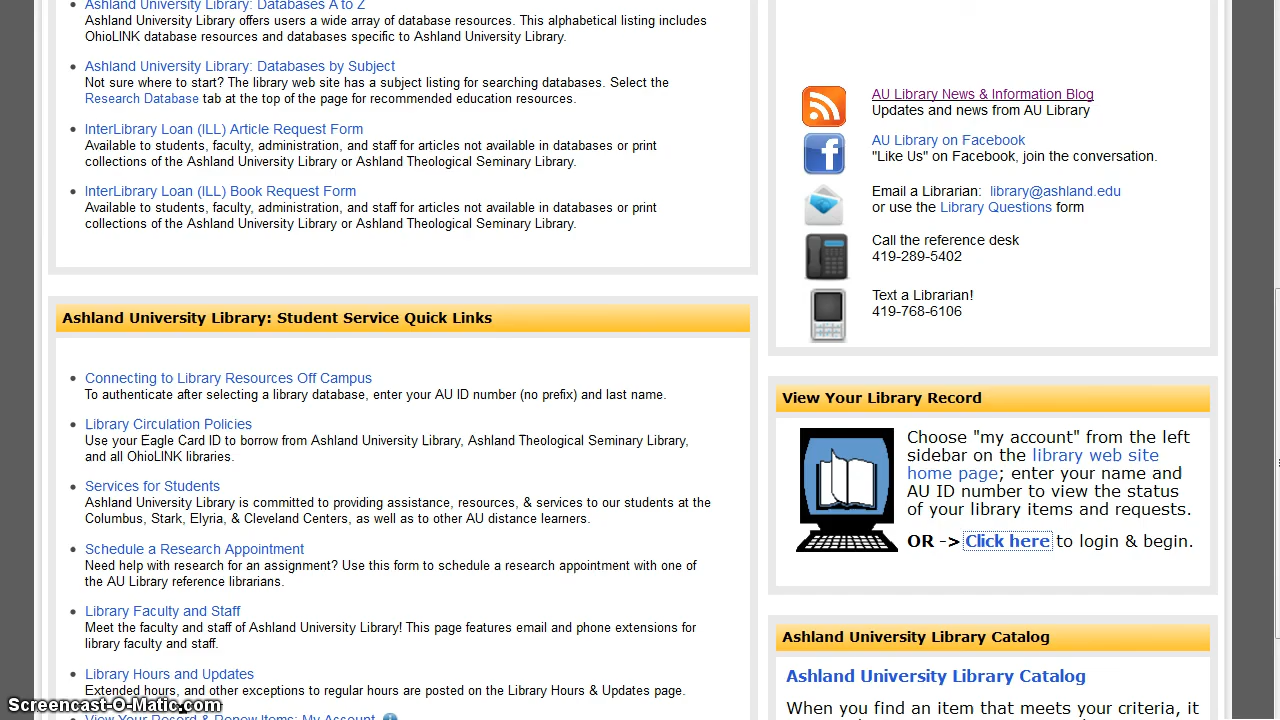 Ashland University Library: Databases A to Z
Ashland University Library offers users a wide array of database resources. This alphabetical listing includes
OhioLINK database resources and databases specific to Ashland University Library.
Ashland University Library: Databases by Subject
Not sure where to start? The library web site has a subject listing for searching databases. Select the
Research Database tab at the top of the page for recommended education resources.
InterLibrary Loan (ILL) Article Request Form
Available to students, faculty, administration, and staff for articles not available in databases or print
collections of the Ashland University Library or Ashland Theological Seminary Library.
InterLibrary Loan (ILL) Book Request Form
Available to students, faculty, administration, and staff for articles not available in databases or print
collections of the Ashland University Library or Ashland Theological Seminary Library.
Ashland University Library: Student Service Quick Links
Connecting to Library Resources Off Campus
To authenticate after selecting a library database, enter your AU ID number (no prefix) and last name.
Library Circulation Policies
Use your Eagle Card ID to borrow from Ashland University Library, Ashland Theological Seminary Library,
and all OhioLINK libraries.
Services for Students
Ashland University Library is committed to providing assistance, resources, & services to our students at the
Columbus, Stark, Elyria, & Cleveland Centers, as well as to other AU distance learners.
Schedule a Research Appointment
Need help with research for an assignment? Use this form to schedule a research appointment with one of
the AU Library reference librarians.
Library Faculty and Staff
Meet the faculty and staff of Ashland University Library! This page features email and phone extensions for
library faculty and staff.
Library Hours and Updates
Extended hours, and other exceptions to regular hours are posted on the Library Hours & Updates page.
View Your Record & Renew Items: My Account
Screencast-O-Matic.com
AU Library News & Information Blog
Updates and news from AU Library
AU Library on Facebook
"Like Us" on Facebook, join the conversation.
Email a Librarian: library@ashland.edu
or use the Library Questions form
Call the reference desk
419-289-5402
Text a Librarian!
419-768-6106
View Your Library Record
Choose "my account" from the left
sidebar on the library web site
home page; enter your name and
AU ID number to view the status
of your library items and requests.
OR -> Click here to login & begin.
Ashland University Library Catalog
Ashland University Library Catalog
When you find an item that meets your criteria, it